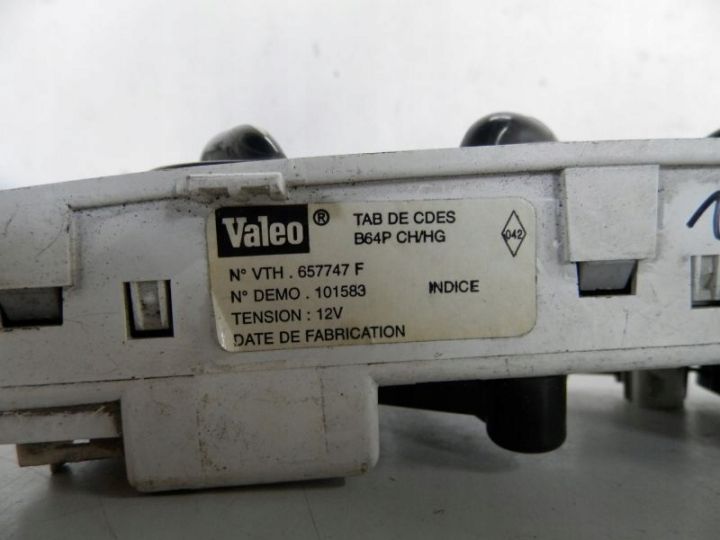 Valeo ® TAB DE CDES
B64P CH/HG
042
N° VTH . 657747 F
N° DEMO . 101583 INDICE
TENSION : 12V
DATE DE FABRICATION